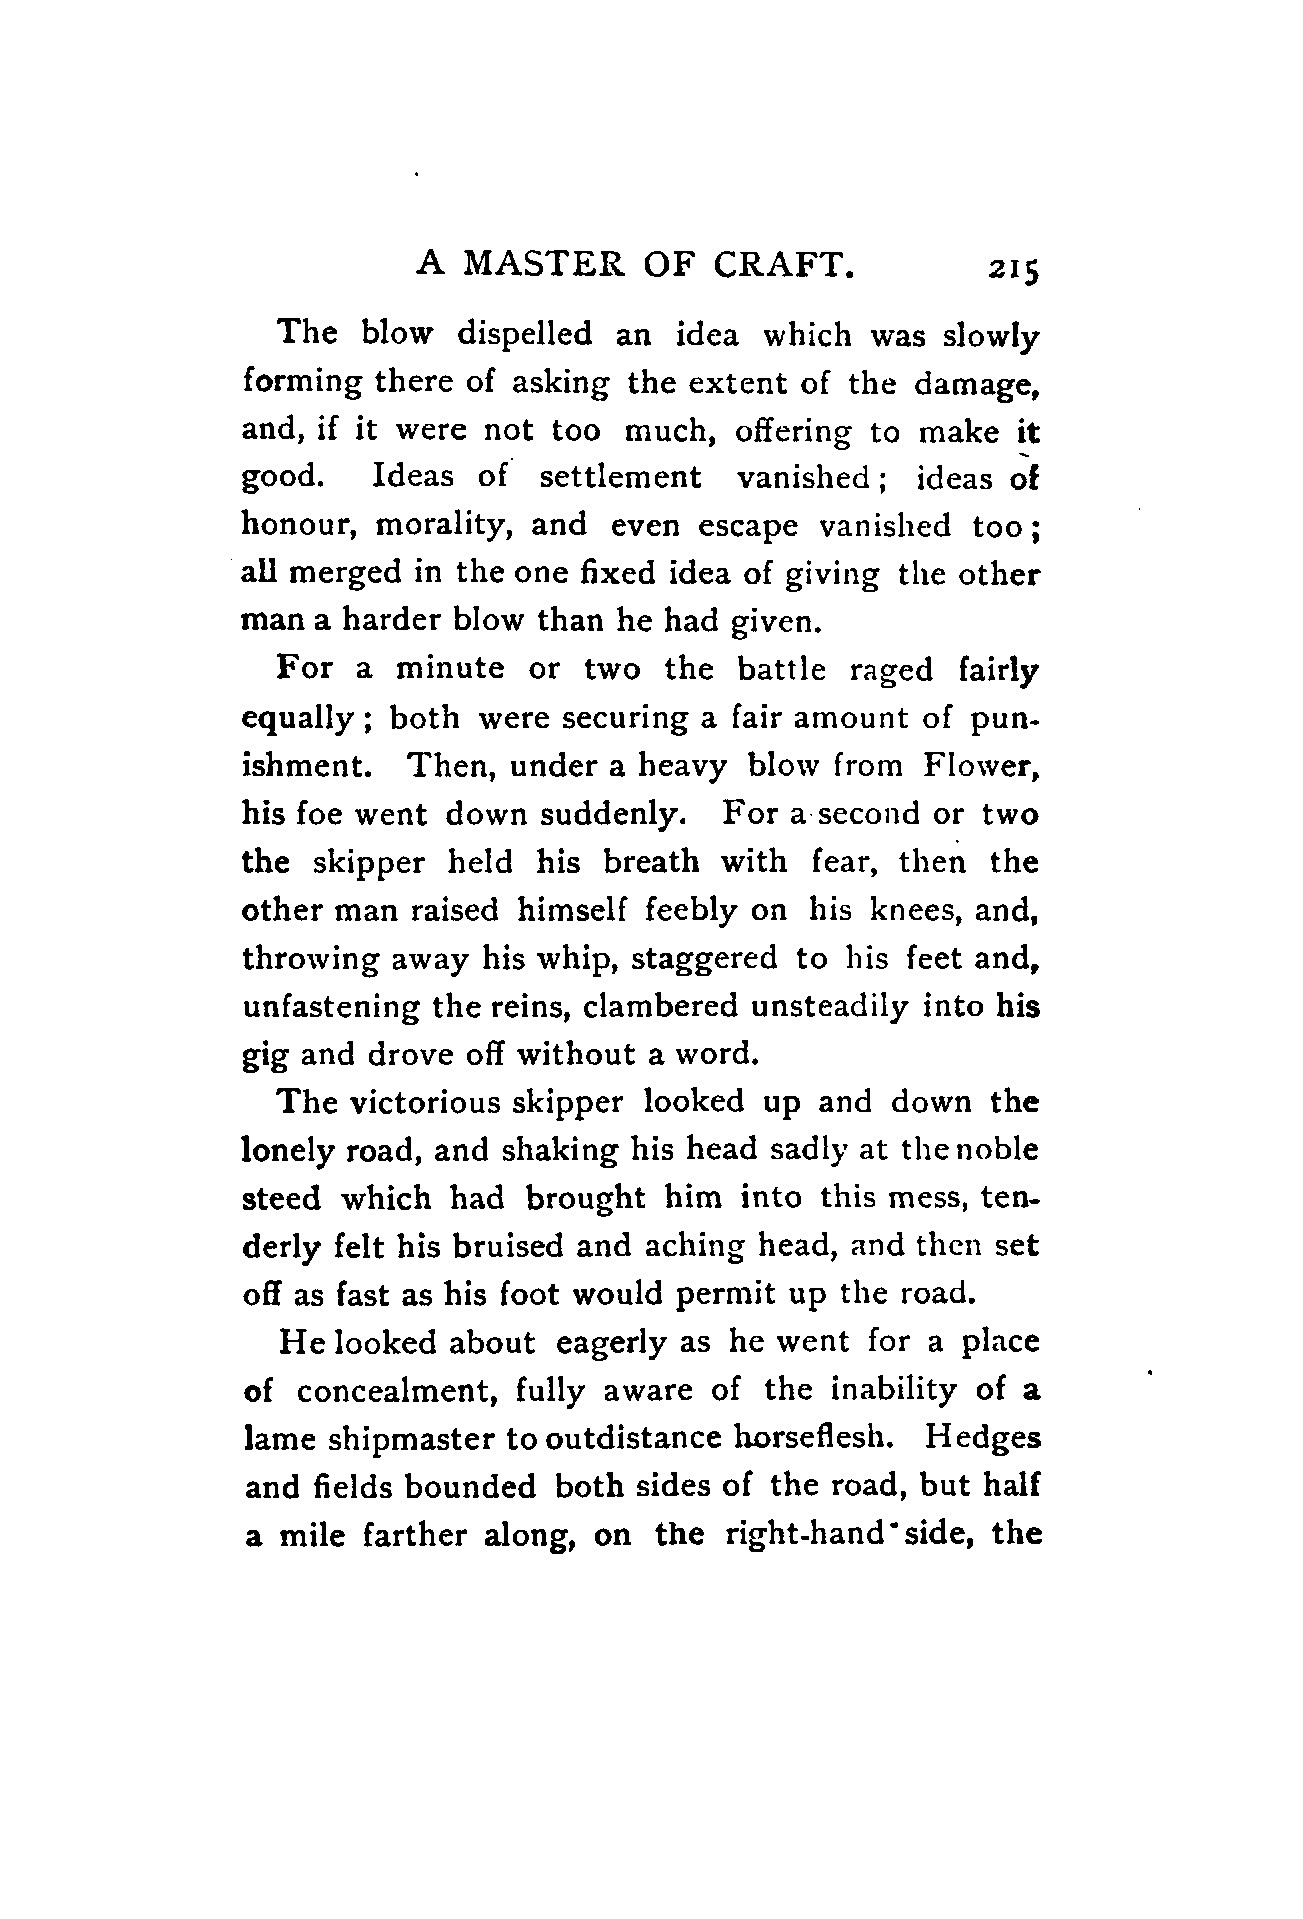 A MASTER OF CRAFT. 215
The blow dispelled an idea which was slowly
forming there of asking the extent of the damage,
and, if it were not too much, offering to make it
good. Ideas of settlement vanished; ideas of
honour, morality, and even escape vanished too;
all merged in the one fixed idea of giving the other
man a harder blow than he had given.
For a minute or two the battle raged fairly
equally; both were securing a fair amount of pun-
ishment. Then, under a heavy blow from Flower,
his foe went down suddenly. For a second or two
the skipper held his breath with fear, then the
other man raised himself feebly on his knees, and,
throwing away his whip, staggered to his feet and,
unfastening the reins, clambered unsteadily into his
gig and drove off without a word.
The victorious skipper looked up and down the
lonely road, and shaking his head sadly at the noble
steed which had brought him into this mess, ten-
derly felt his bruised and aching head, and then set
off as fast as his foot would permit up the road.
He looked about eagerly as he went for a place
of concealment, fully aware of the inability of a
lame shipmaster to outdistance horseflesh. Hedges
and fields bounded both sides of the road, but half
a mile farther along, on the right-hand side, the